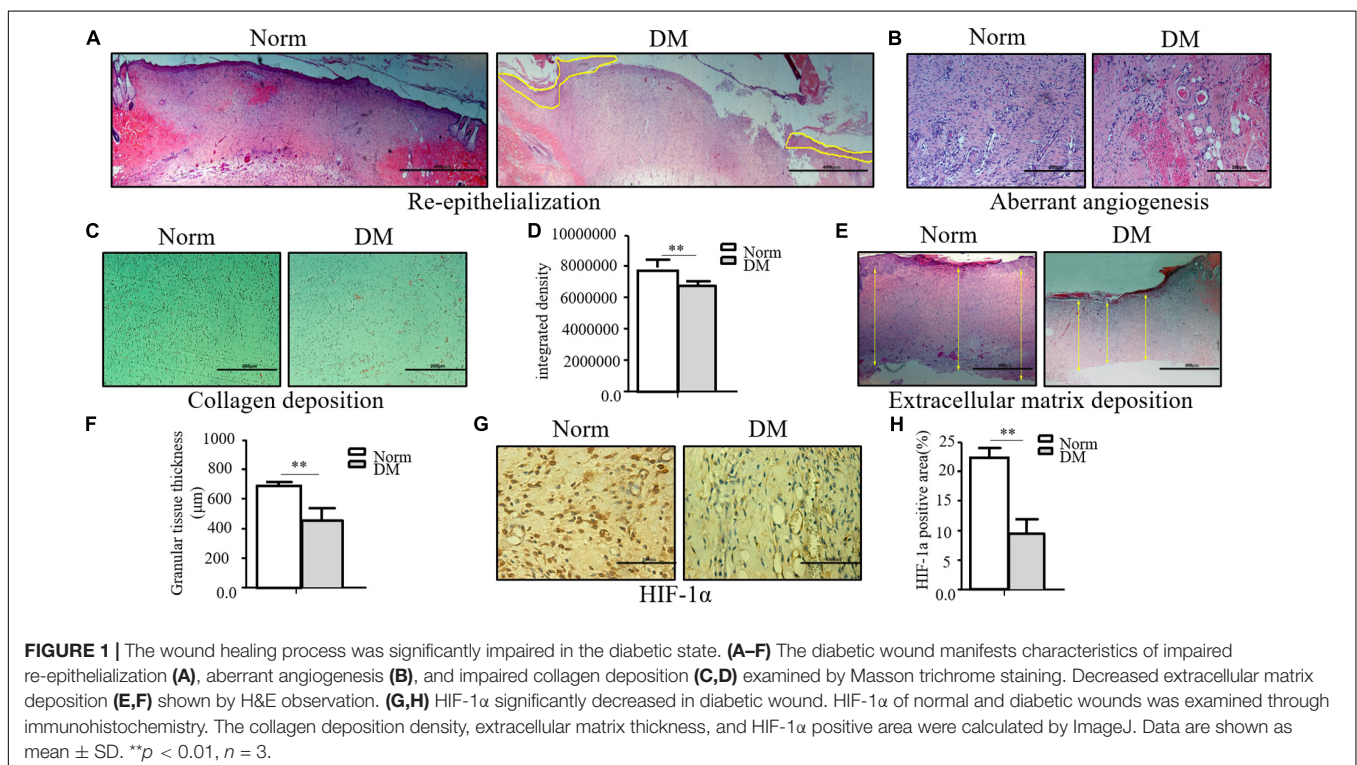 A Norm DM
Re-epithelialization
B Norm DM
Aberrant angiogenesis
C Norm DM
200µm 200µm
Collagen deposition
D
10000000
8000000
6000000
4000000
2000000
0.0
integrated density
**
Norm
DM
E Norm DM
Extracellular matrix deposition
F
1000
800
600
400
200
0.0
Granular tissue thickness
(µm)
**
Norm
DM
G Norm DM
HIF-1α
H
25
20
15
10
5
0.0
HIF-1a positive area(%)
**
Norm
DM
FIGURE 1 | The wound healing process was significantly impaired in the diabetic state. (A–F) The diabetic wound manifests characteristics of impaired
re-epithelialization (A), aberrant angiogenesis (B), and impaired collagen deposition (C,D) examined by Masson trichrome staining. Decreased extracellular matrix
deposition (E,F) shown by H&E observation. (G,H) HIF-1α significantly decreased in diabetic wound. HIF-1α of normal and diabetic wounds was examined through
immunohistochemistry. The collagen deposition density, extracellular matrix thickness, and HIF-1α positive area were calculated by ImageJ. Data are shown as
mean ± SD. **p < 0.01, n = 3.